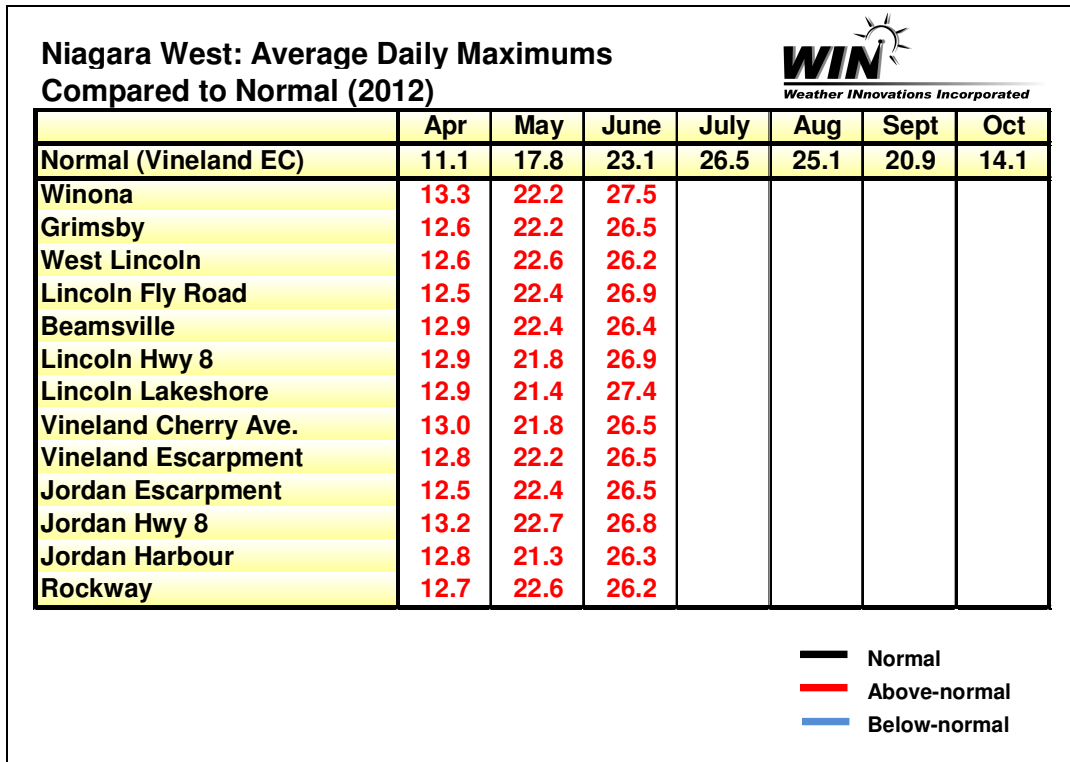 Niagara West: Average Daily Maximums
Compared to Normal (2012)
WIN
Weather INnovations Incorporated
Apr May June July Aug Sept Oct
Normal (Vineland EC) 11.1 17.8 23.1 26.5 25.1 20.9 14.1
Winona 13.3 22.2 27.5
Grimsby 12.6 22.2 26.5
West Lincoln 12.6 22.6 26.2
Lincoln Fly Road 12.5 22.4 26.9
Beamsville 12.9 22.4 26.4
Lincoln Hwy 8 12.9 21.8 26.9
Lincoln Lakeshore 12.9 21.4 27.4
Vineland Cherry Ave. 13.0 21.8 26.5
Vineland Escarpment 12.8 22.2 26.5
Jordan Escarpment 12.5 22.4 26.5
Jordan Hwy 8 13.2 22.7 26.8
Jordan Harbour 12.8 21.3 26.3
Rockway 12.7 22.6 26.2
Normal
Above-normal
Below-normal